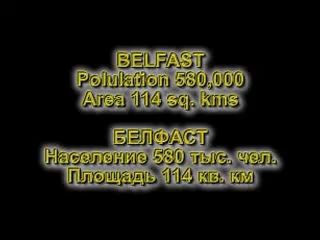 BELFAST
Polulation 580,000
Area 114 sq. kms
БЕЛФАСТ
Население 580 тыс. чел.
Площадь 114 кв. км